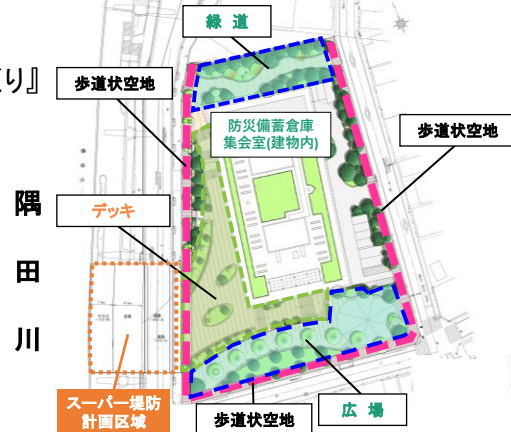 緑 道
り』
歩道状空地
防災備蓄倉庫
集会室(建物内)
歩道状空地
デッキ
隅
田
川
スーパー堤防
計画区域
歩道状空地
広 場